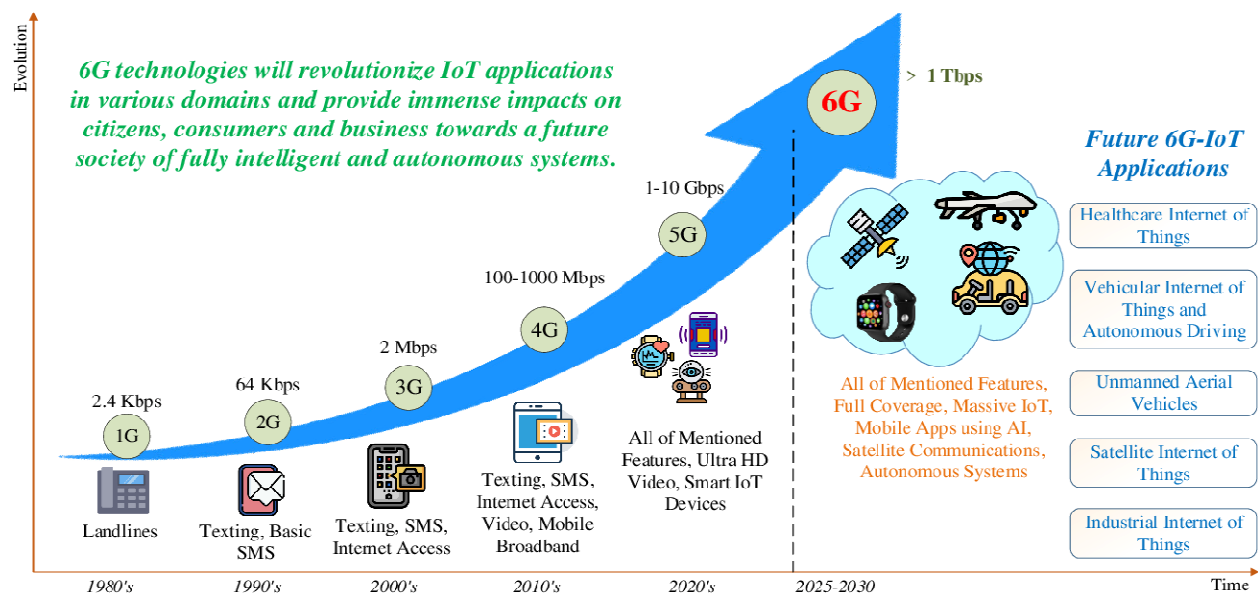 Evolution
6G technologies will revolutionize IoT applications
in various domains and provide immense impacts on
citizens, consumers and business towards a future
society of fully intelligent and autonomous systems.
2.4 Kbps
1G
Landlines
64 Kbps
2G
Texting, Basic
SMS
2 Mbps
3G
Texting, SMS,
Internet Access
100-1000 Mbps
4G
Texting, SMS,
Internet Access,
Video, Mobile
Broadband
1-10 Gbps
5G
All of Mentioned
Features, Ultra HD
Video, Smart IoT
Devices
6G
> 1 Tbps
All of Mentioned Features,
Full Coverage, Massive IoT,
Mobile Apps using AI,
Satellite Communications,
Autonomous Systems
Future 6G-IoT
Applications
Healthcare Internet of
Things
Vehicular Internet of
Things and
Autonomous Driving
Unmanned Aerial
Vehicles
Satellite Internet of
Things
Industrial Internet of
Things
1980's
1990's
2000's
2010's
2020's
2025-2030
Time